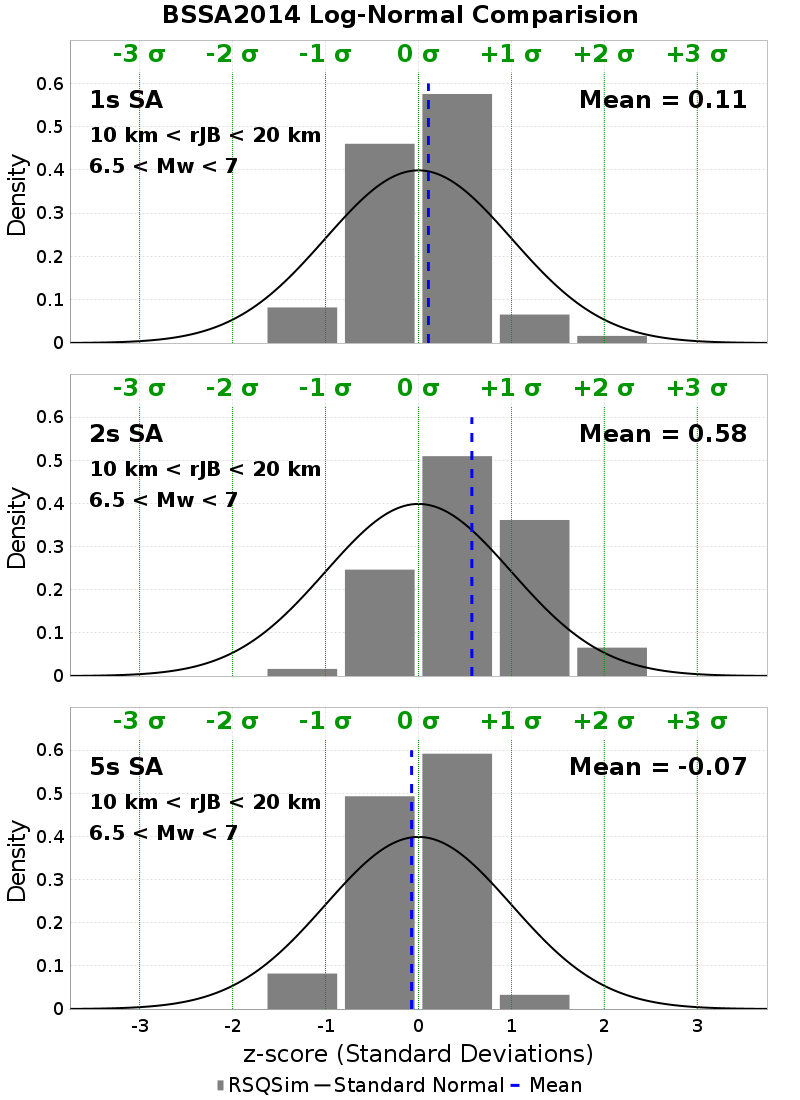 BSSA2014 Log-Normal Comparision
-3 σ -2 σ -1 σ 0 σ +1 σ +2 σ +3 σ
1s SA Mean = 0.11
10 km < rJB < 20 km
6.5 < Mw < 7
Density
0.6
0.5
0.4
0.3
0.2
0.1
0
-3 σ -2 σ -1 σ 0 σ +1 σ +2 σ +3 σ
2s SA Mean = 0.58
10 km < rJB < 20 km
6.5 < Mw < 7
Density
0.6
0.5
0.4
0.3
0.2
0.1
0
-3 σ -2 σ -1 σ 0 σ +1 σ +2 σ +3 σ
5s SA Mean = -0.07
10 km < rJB < 20 km
6.5 < Mw < 7
Density
0.6
0.5
0.4
0.3
0.2
0.1
0
-3 -2 -1 0 1 2 3
z-score (Standard Deviations)
RSQSim Standard Normal Mean